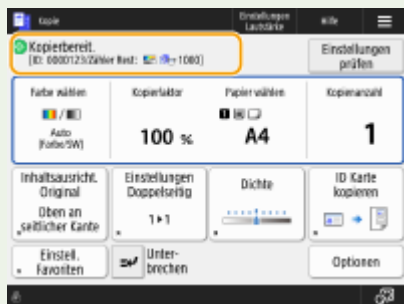 Kopie
Einstellungen
Lautstärke
Hilfe
Kopierbereit.
[ID: 0000123/Zähler Rest: 1000]
Einstellungen
prüfen
Farbe wählen
Kopierfaktor
Papier wählen
Kopienanzahl
Auto
(Farbe/SW)
100 %
1
A4
1
Inhaltsausricht.
Original
Oben an
seitlicher Kante
Einstellungen
Doppelseitig
1►1
Dichte
ID Karte
kopieren
Einstell.
Favoriten
Unter-
brechen
Optionen